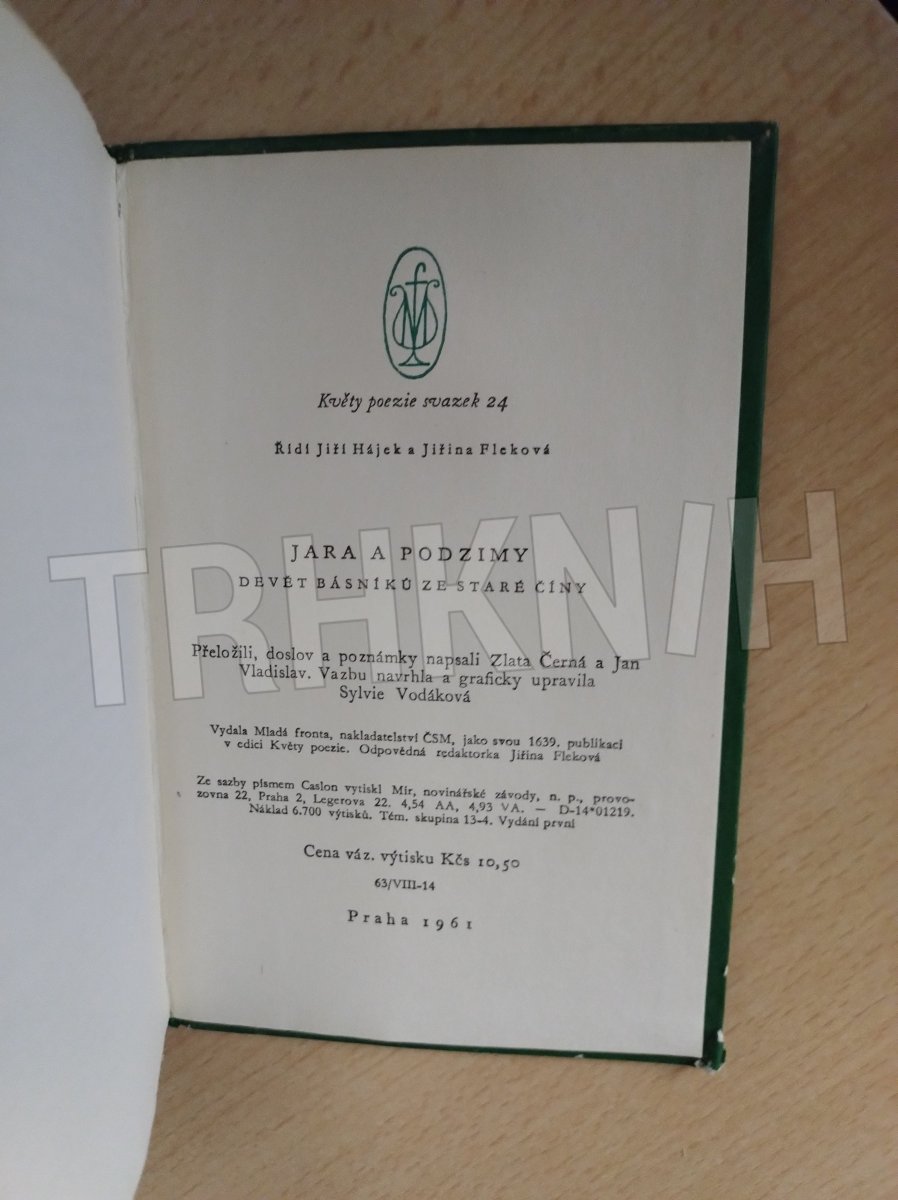 MF
Květy poezie svazek 24
Řídí Jiří Hájek a Jiřina Fleková
JARA A PODZIMY
DEVĚT BÁSNÍKŮ ZE STARÉ ČÍNY
Přeložili, doslov a poznámky napsali Zlata Černá a Jan
Vladislav. Vazbu navrhla a graficky upravila
Sylvie Vodáková
Vydala Mladá fronta, nakladatelství ČSM, jako svou 1639. publikaci
v edici Květy poezie. Odpovědná redaktorka Jiřina Fleková
Ze sazby písmem Caslon vytiskl Mír, novinářské závody, n. p., provo-
zovna 22, Praha 2, Legerova 22. 4,54 AA, 4,93 VA. — D-14*01219.
Náklad 6.700 výtisků. Tém. skupina 13-4. Vydání první
Cena váz. výtisku Kčs 10,50
63/VIII-14
Praha 1961
TRHKNIH